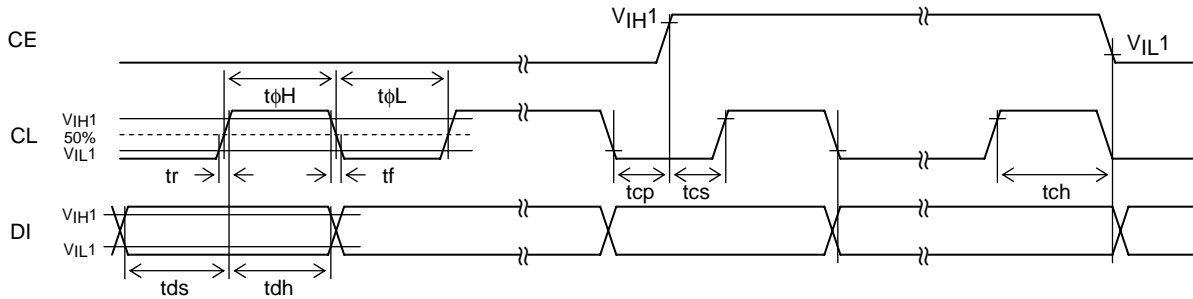 VIH1
CE
VIL1
tϕH
tϕL
VIH1
CL
50%
VIL1
tr
tf
tcp
tcs
tch
VIH1
DI
VIL1
tds
tdh